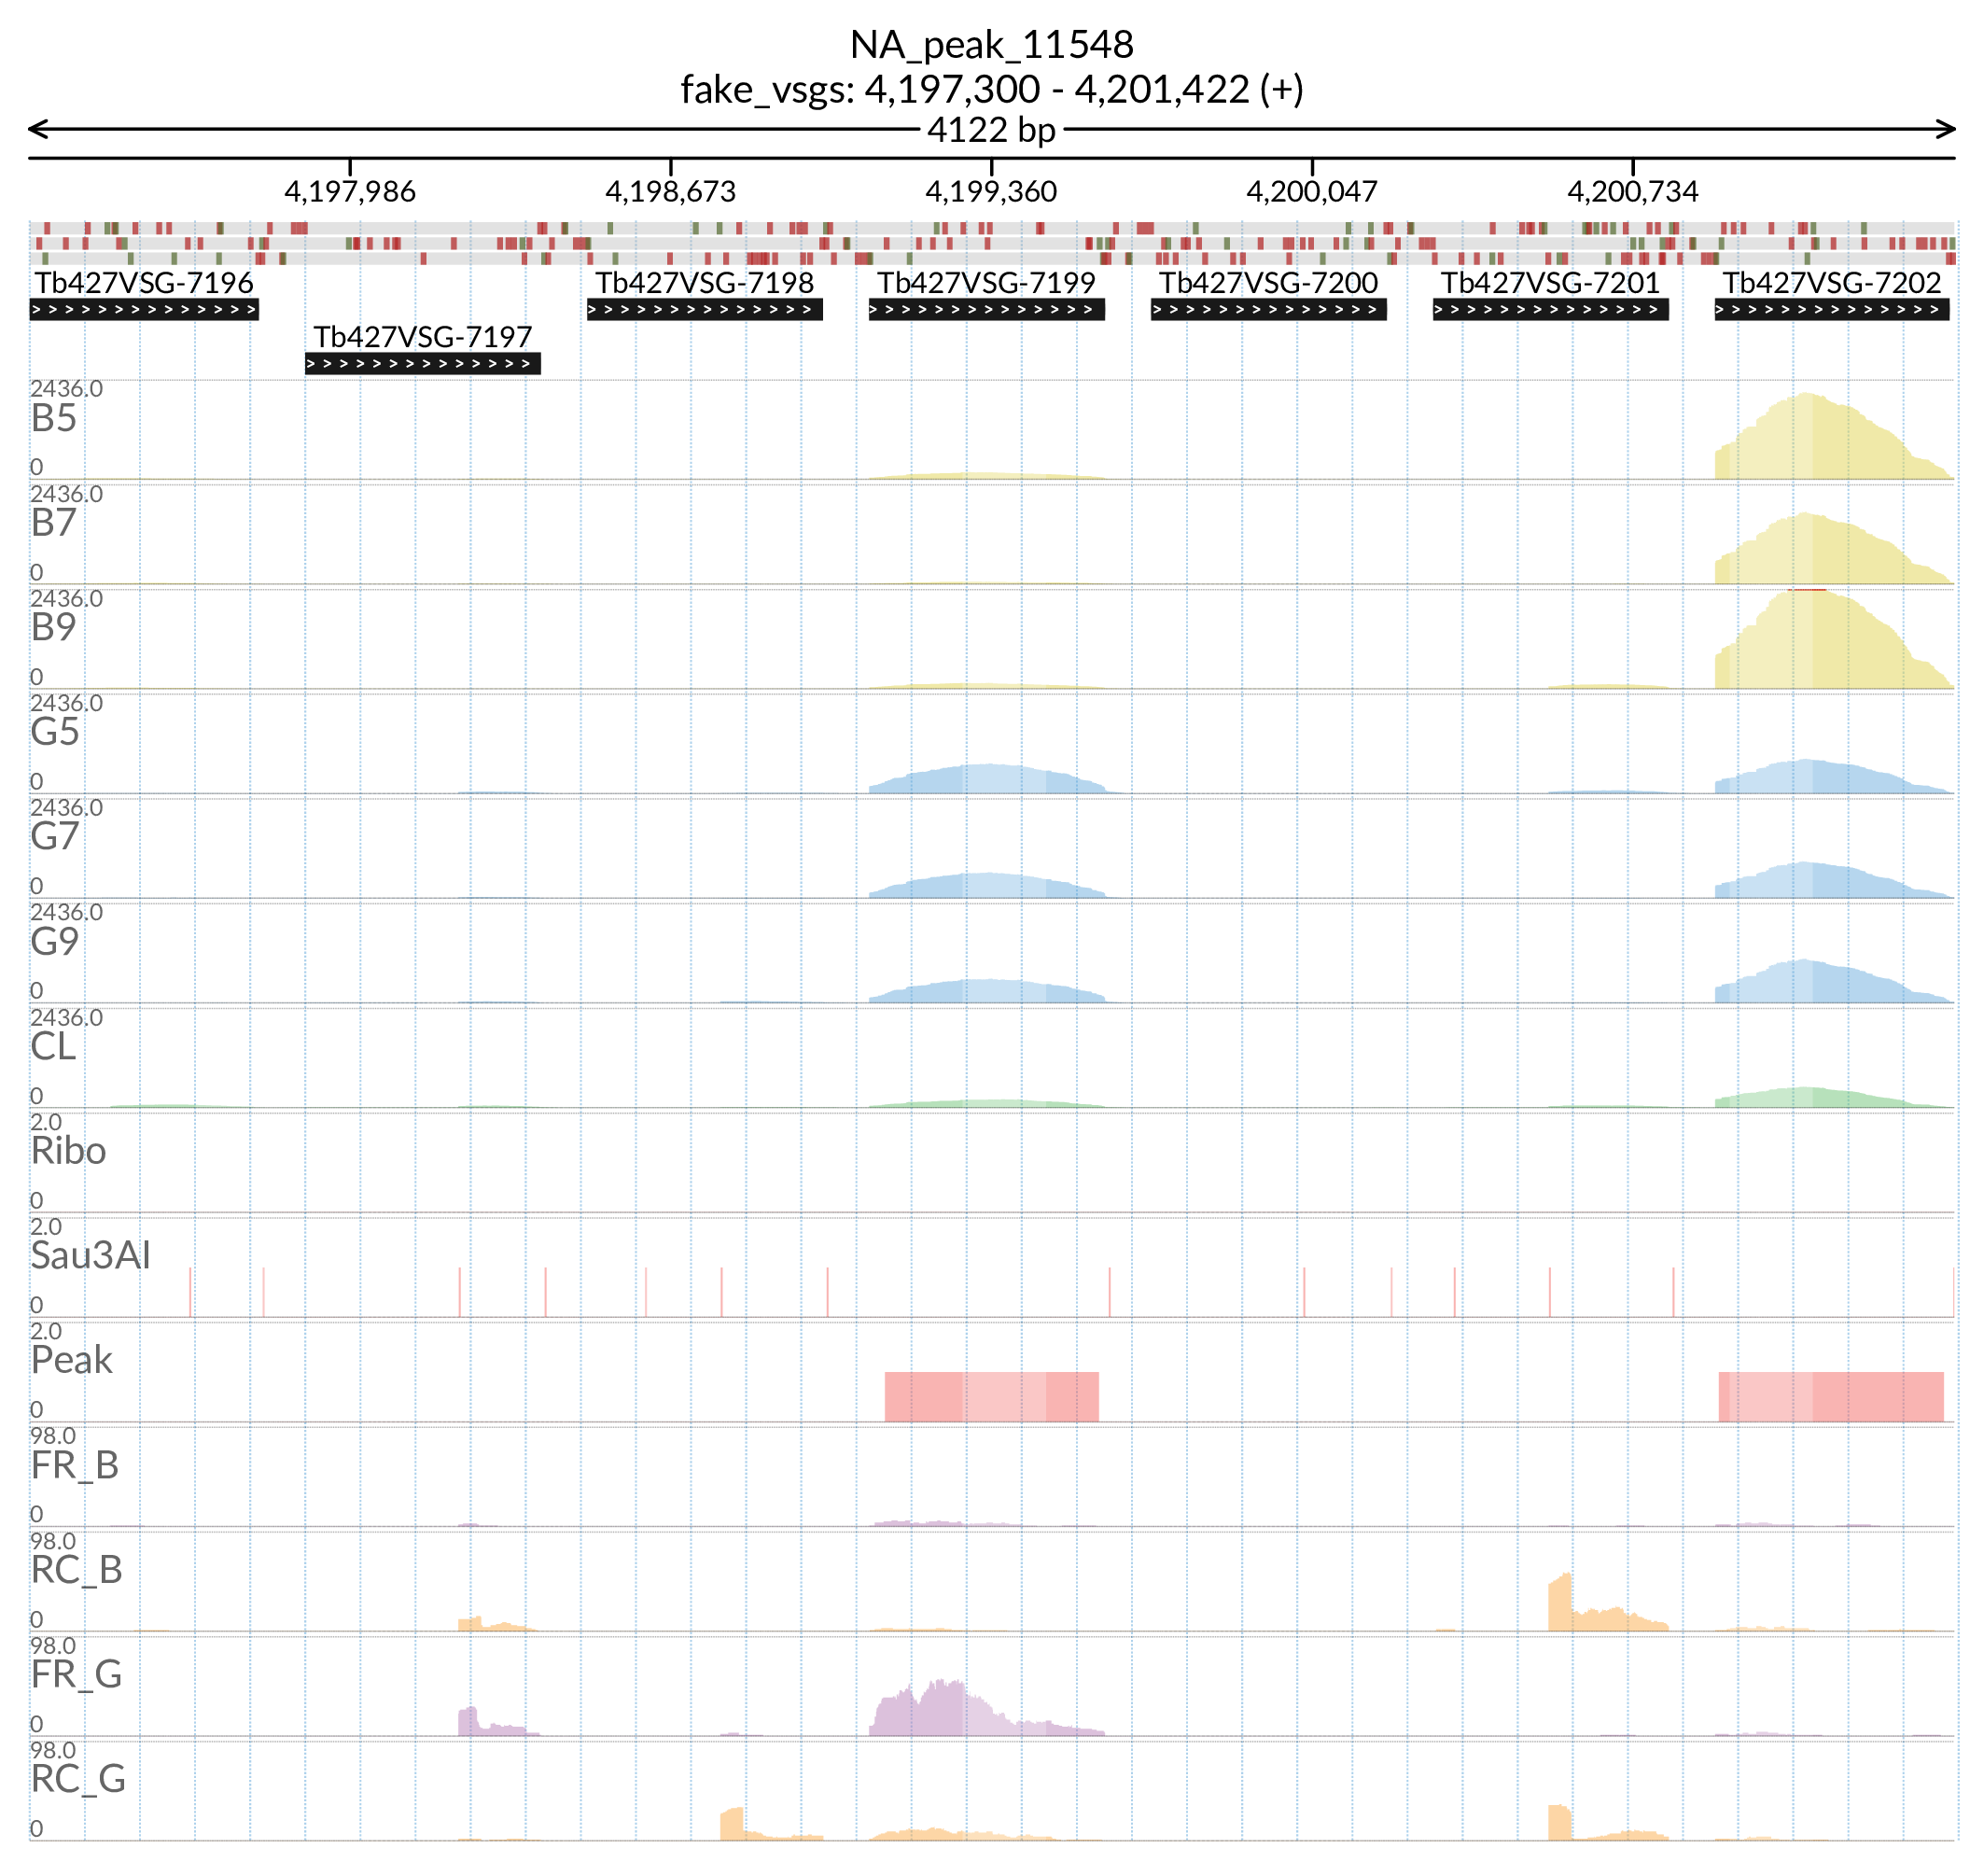 NA_peak_11548
fake_vsgs: 4,197,300 - 4,201,422 (+)
4122 bp
4,197,986 4,198,673 4,199,360 4,200,047 4,200,734
Tb427VSG-7196 Tb427VSG-7198 Tb427VSG-7199 Tb427VSG-7200 Tb427VSG-7201 Tb427VSG-7202
Tb427VSG-7197
2436.0
B5
0
2436.0
B7
0
2436.0
B9
0
2436.0
G5
0
2436.0
G7
0
2436.0
G9
0
2436.0
CL
0
2.0
Ribo
0
2.0
Sau3AI
0
2.0
Peak
0
98.0
FR_B
0
98.0
RC_B
0
98.0
FR_G
0
98.0
RC_G
0